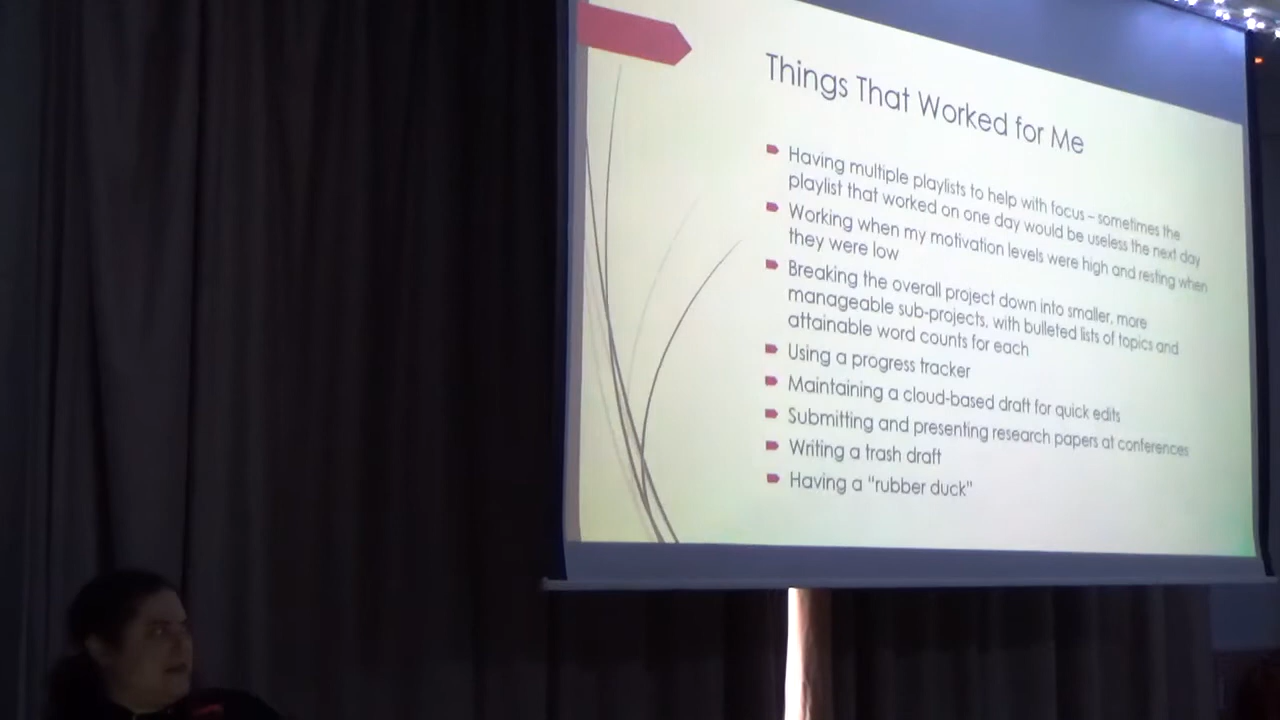 Things That Worked for Me
Having multiple playlists to help with focus – sometimes the
playlist that worked on one day would be useless the next day
Working when my motivation levels were high and resting when
they were low
Breaking the overall project down into smaller, more
manageable sub-projects, with bulleted lists of topics and
attainable word counts for each
Using a progress tracker
Maintaining a cloud-based draft for quick edits
Submitting and presenting research papers at conferences
Writing a trash draft
Having a "rubber duck"